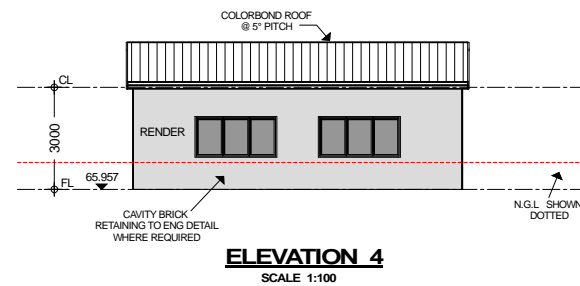 COLORBOND ROOF
@ 5° PITCH
CL
3000
RENDER
65.957
FL
CAVITY BRICK
RETAINING TO ENG DETAIL
WHERE REQUIRED
N.G.L SHOWN
DOTTED
ELEVATION 4
SCALE 1:100